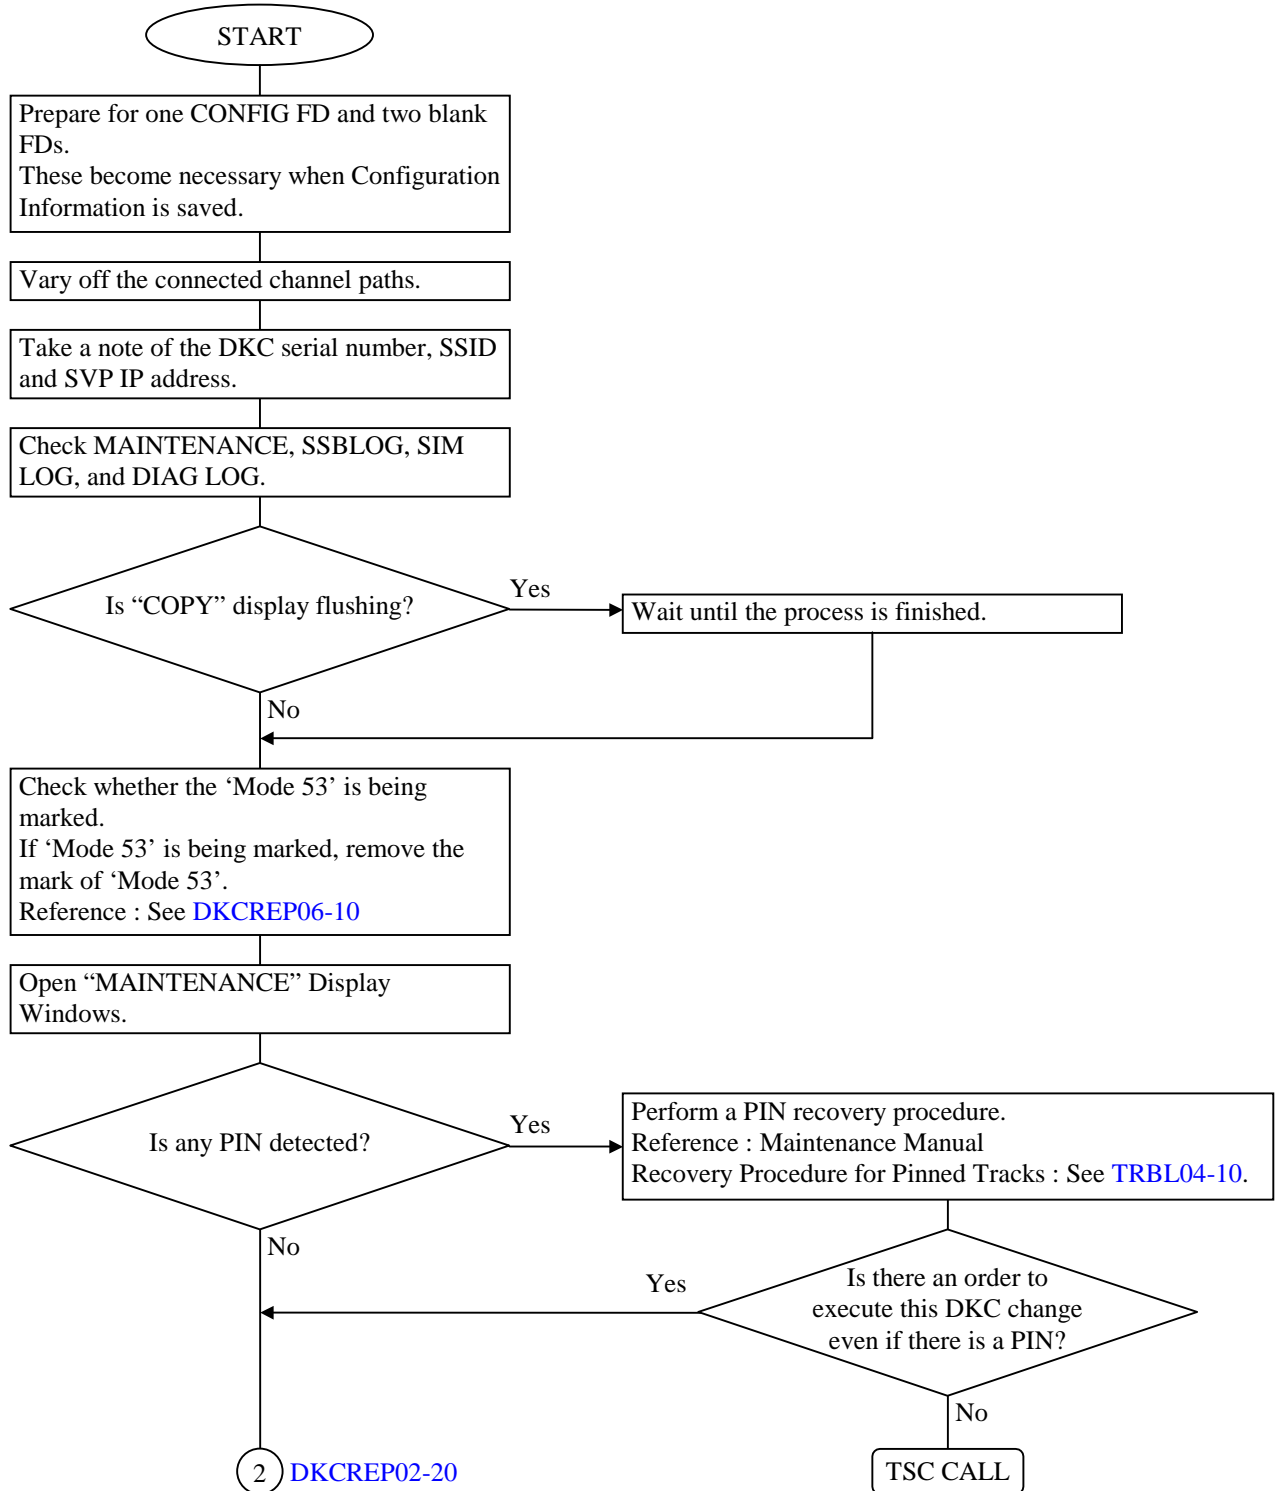 START
Prepare for one CONFIG FD and two blank
FDs.
These become necessary when Configuration
Information is saved.
Vary off the connected channel paths.
Take a note of the DKC serial number, SSID
and SVP IP address.
Check MAINTENANCE, SSBLOG, SIM
LOG, and DIAG LOG.
Is “COPY” display flushing?
Yes
Wait until the process is finished.
No
Check whether the ‘Mode 53’ is being
marked.
If ‘Mode 53’ is being marked, remove the
mark of ‘Mode 53’.
Reference : See DKCREP06-10
Open “MAINTENANCE” Display
Windows.
Is any PIN detected?
Yes
Perform a PIN recovery procedure.
Reference : Maintenance Manual
Recovery Procedure for Pinned Tracks : See TRBL04-10.
No
Yes
Is there an order to
execute this DKC change
even if there is a PIN?
No
2 DKCREP02-20
TSC CALL